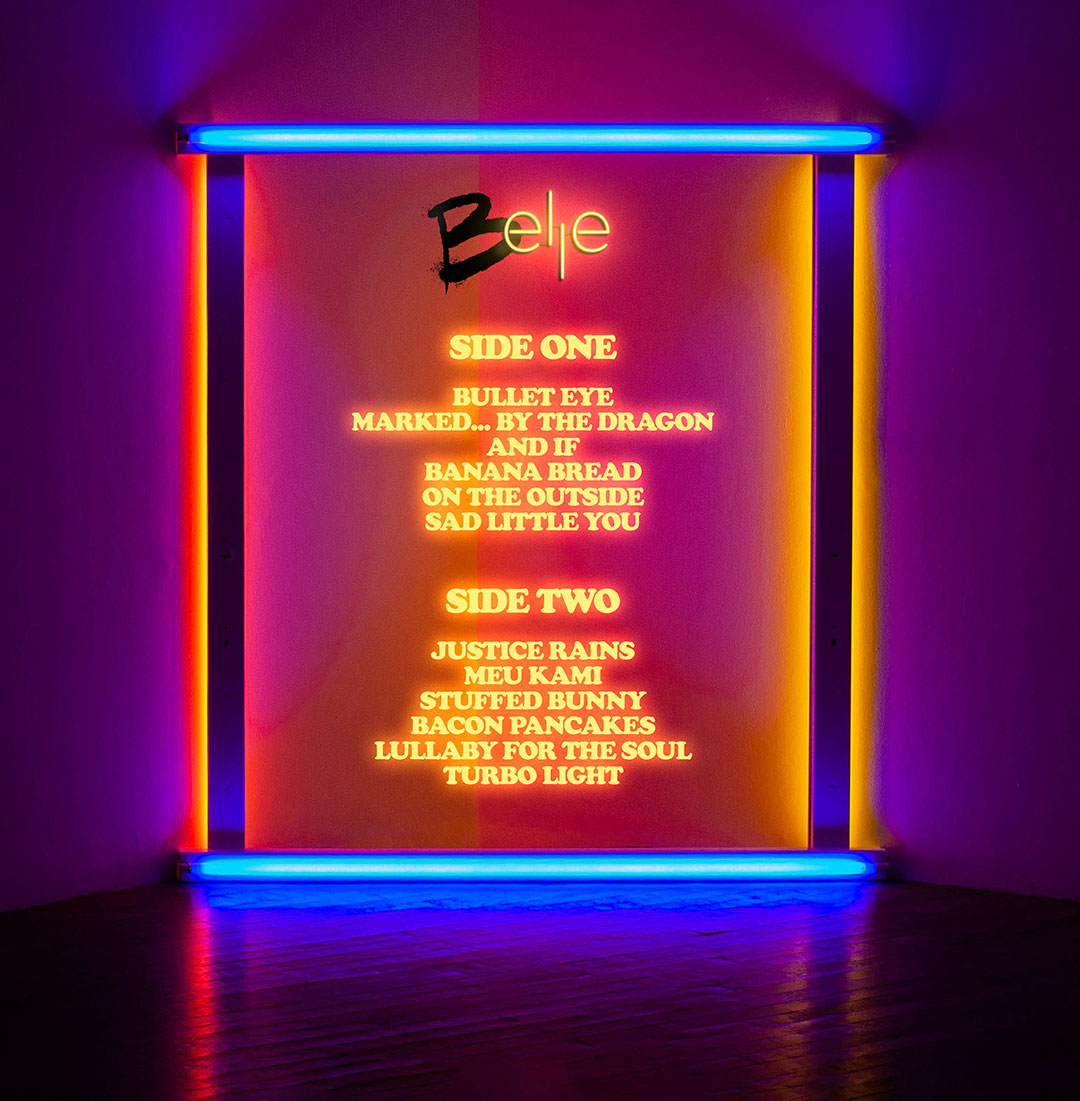 Belle
SIDE ONE
BULLET EYE
MARKED... BY THE DRAGON
AND IF
BANANA BREAD
ON THE OUTSIDE
SAD LITTLE YOU
SIDE TWO
JUSTICE RAINS
MEU KAMI
STUFFED BUNNY
BACON PANCAKES
LULLABY FOR THE SOUL
TURBO LIGHT